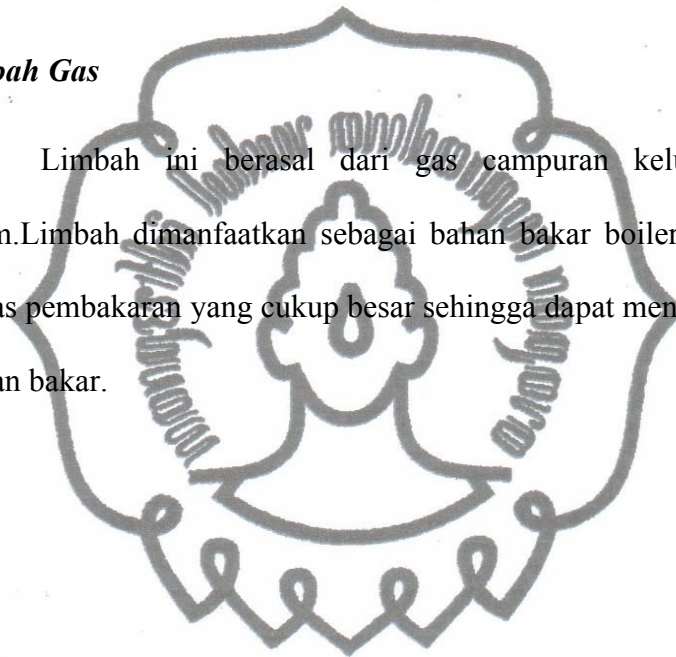 bah Gas
Limbah ini berasal dari gas campuran kelu
m.Limbah dimanfaatkan sebagai bahan bakar boiler
as pembakaran yang cukup besar sehingga dapat men
an bakar.